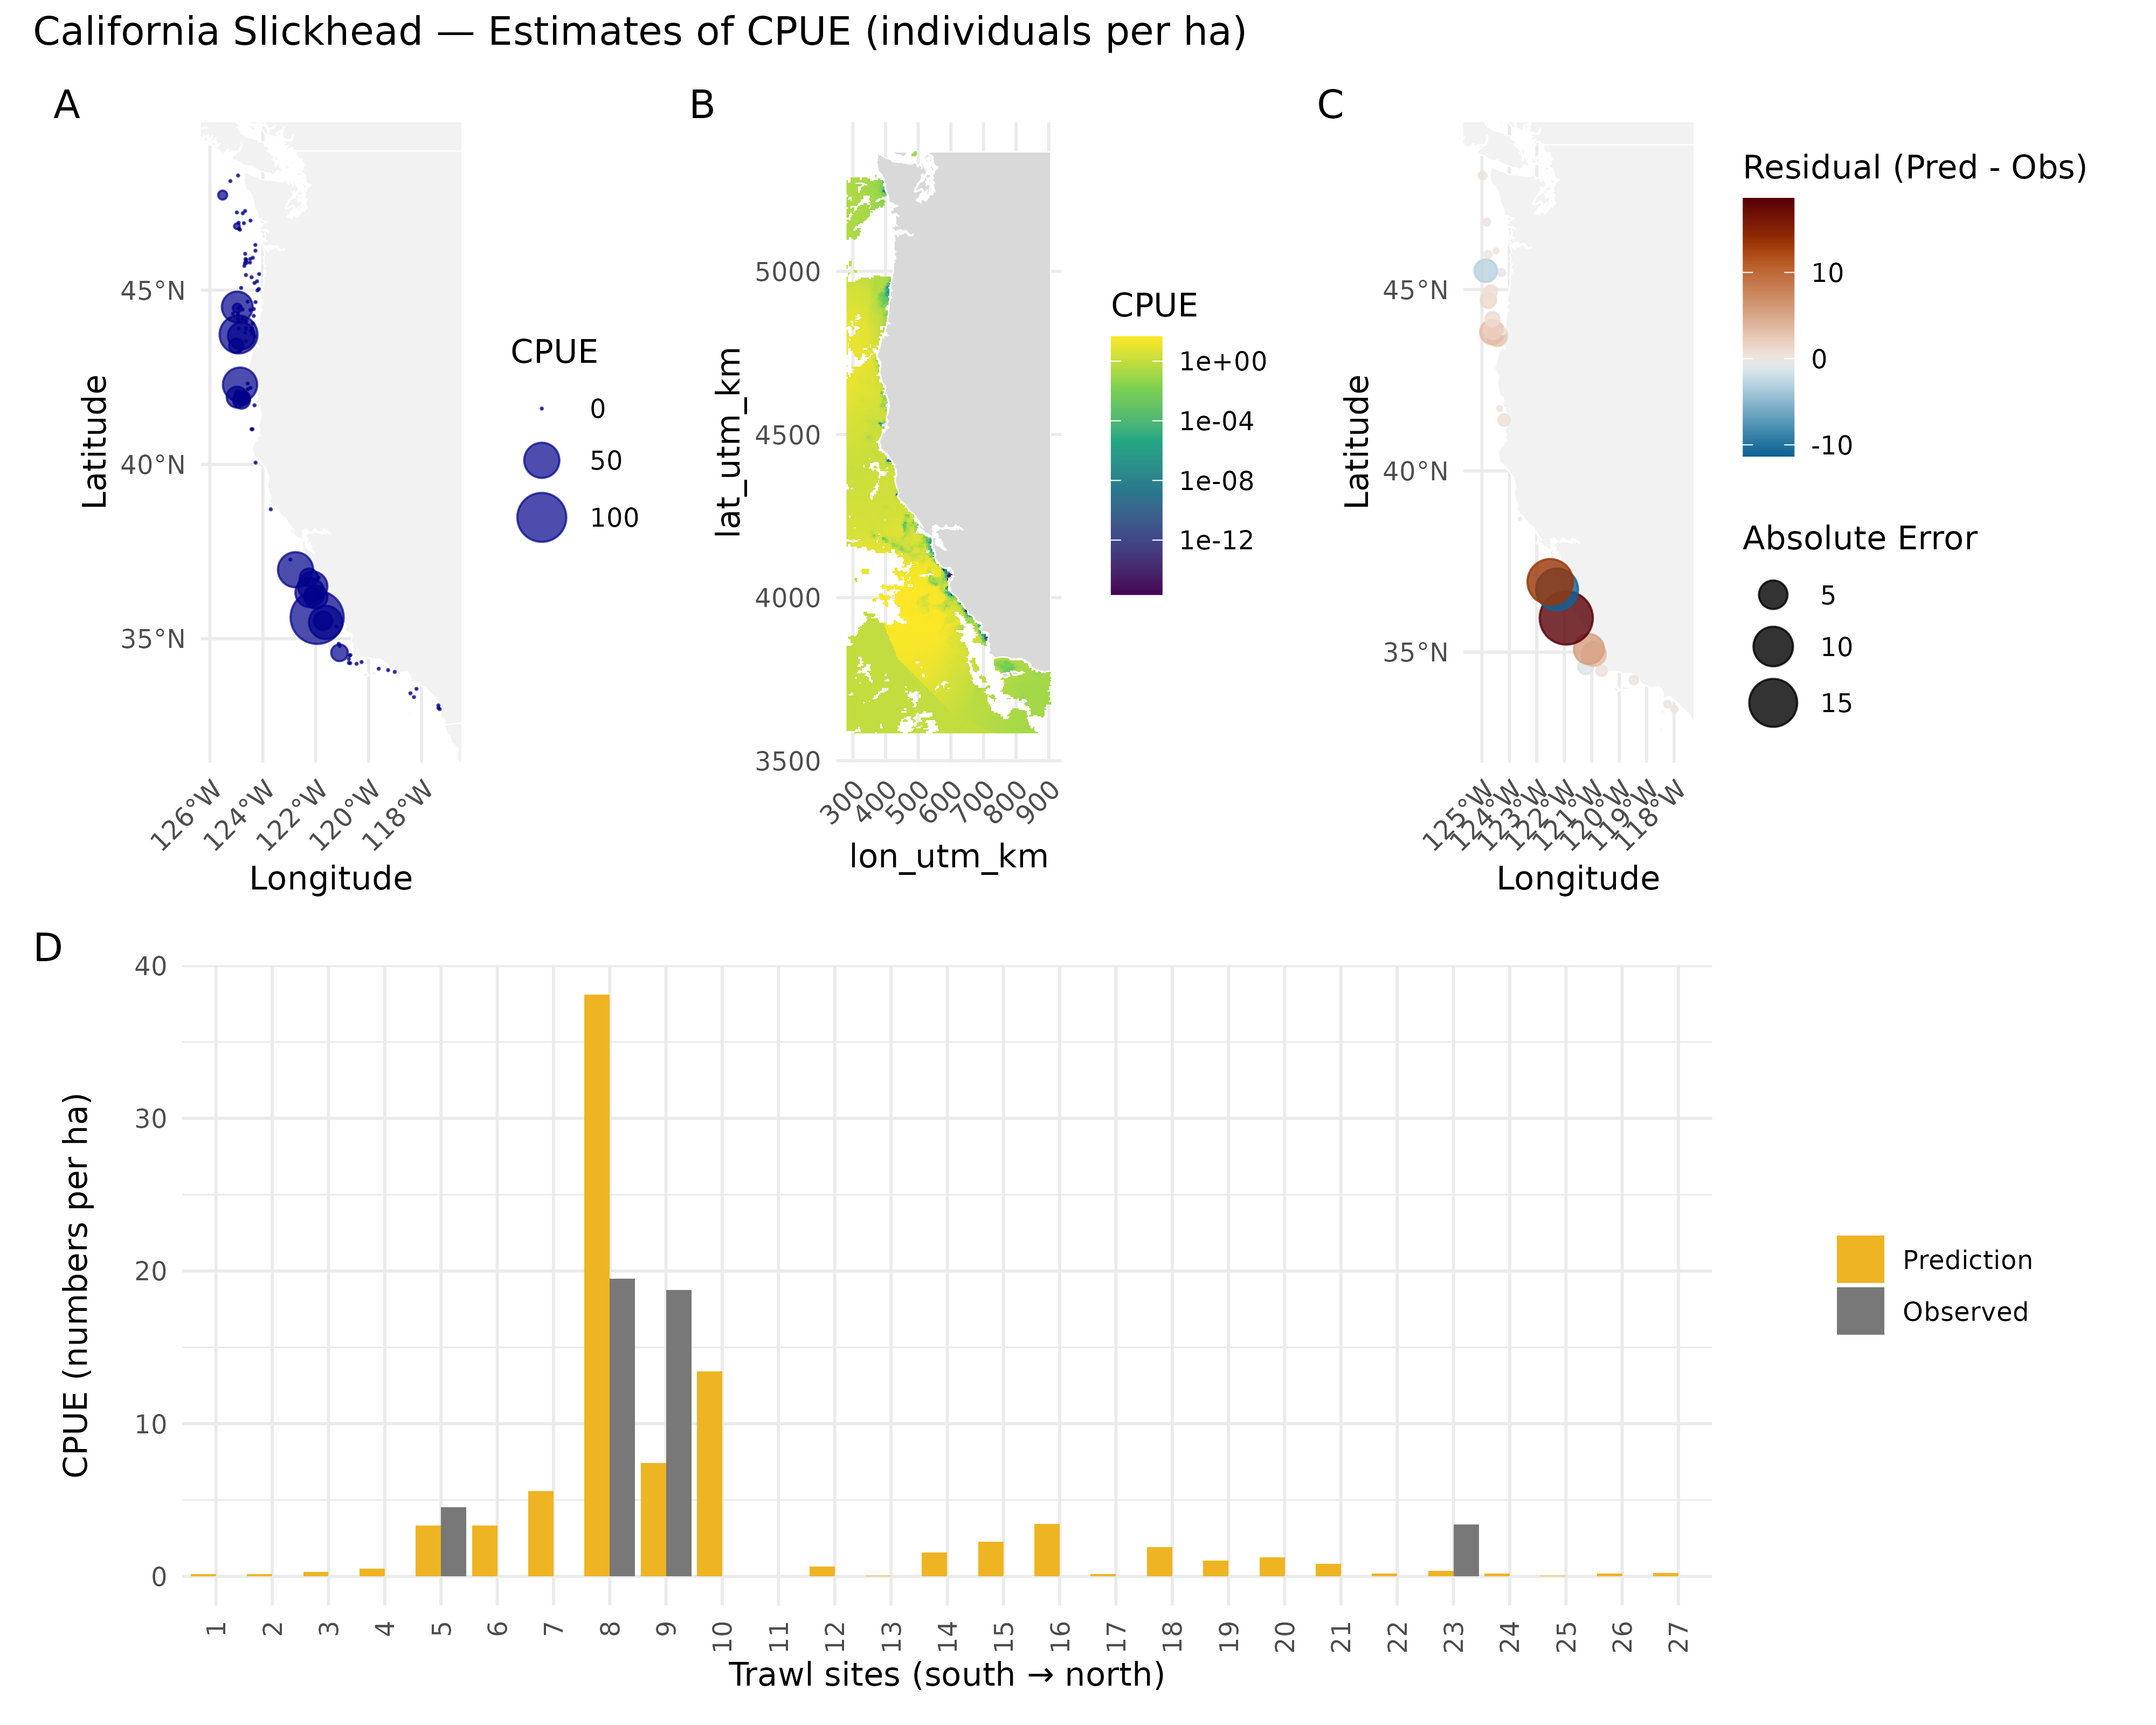 California Slickhead — Estimates of CPUE (individuals per ha)
A
Latitude
45°N
40°N
35°N
126°W
124°W
122°W
120°W
118°W
Longitude
CPUE
0
50
100
B
lat_utm_km
5000
4500
4000
3500
300
400
500
600
700
800
900
lon_utm_km
CPUE
1e+00
1e-04
1e-08
1e-12
C
Latitude
45°N
40°N
35°N
125°W
124°W
123°W
122°W
121°W
120°W
119°W
118°W
Longitude
Residual (Pred - Obs)
10
0
-10
Absolute Error
5
10
15
D
CPUE (numbers per ha)
40
30
20
10
0
1
2
3
4
5
6
7
8
9
10
11
12
13
14
15
16
17
18
19
20
21
22
23
24
25
26
27
Trawl sites (south → north)
Prediction
Observed